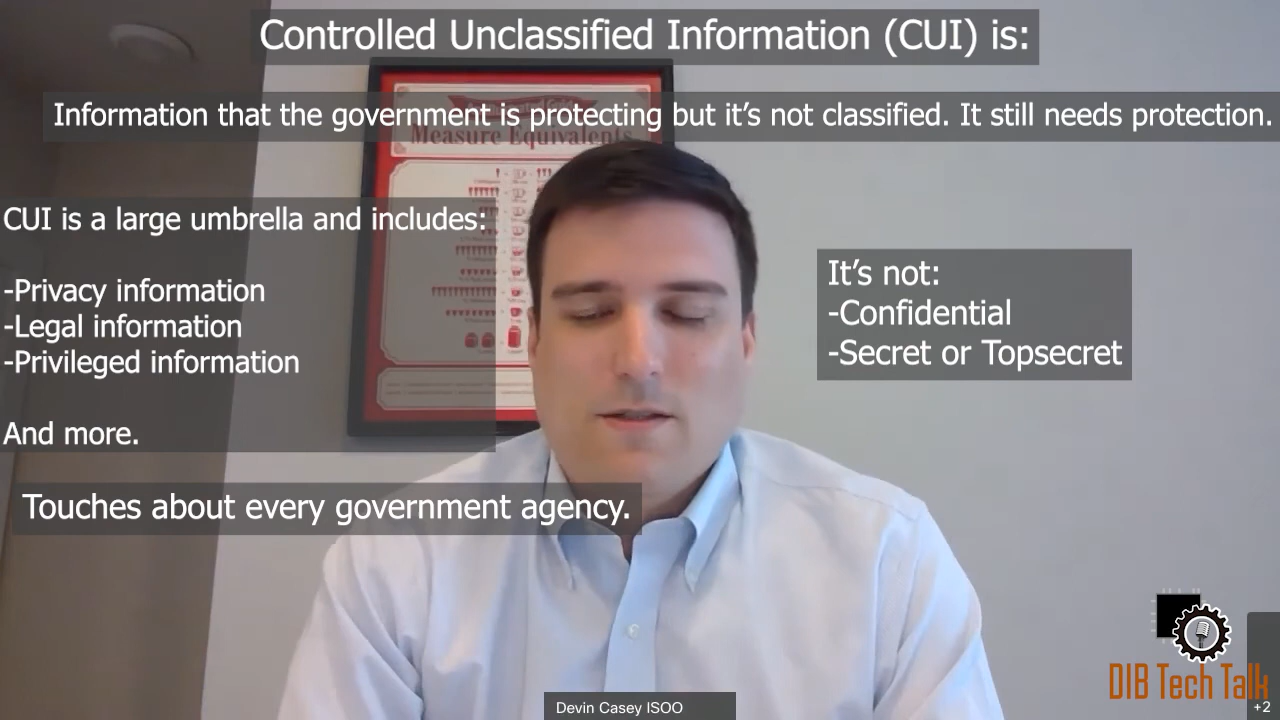 Controlled Unclassified Information (CUI) is:
Information that the government is protecting but it's not classified. It still needs protection.
Measure Equivalents
CUI is a large umbrella and includes:
-Privacy information
-Legal information
-Privileged information
And more.
It's not:
-Confidential
-Secret or Topsecret
Touches about every government agency.
DIB Tech Talk
Devin Casey ISOO
+2